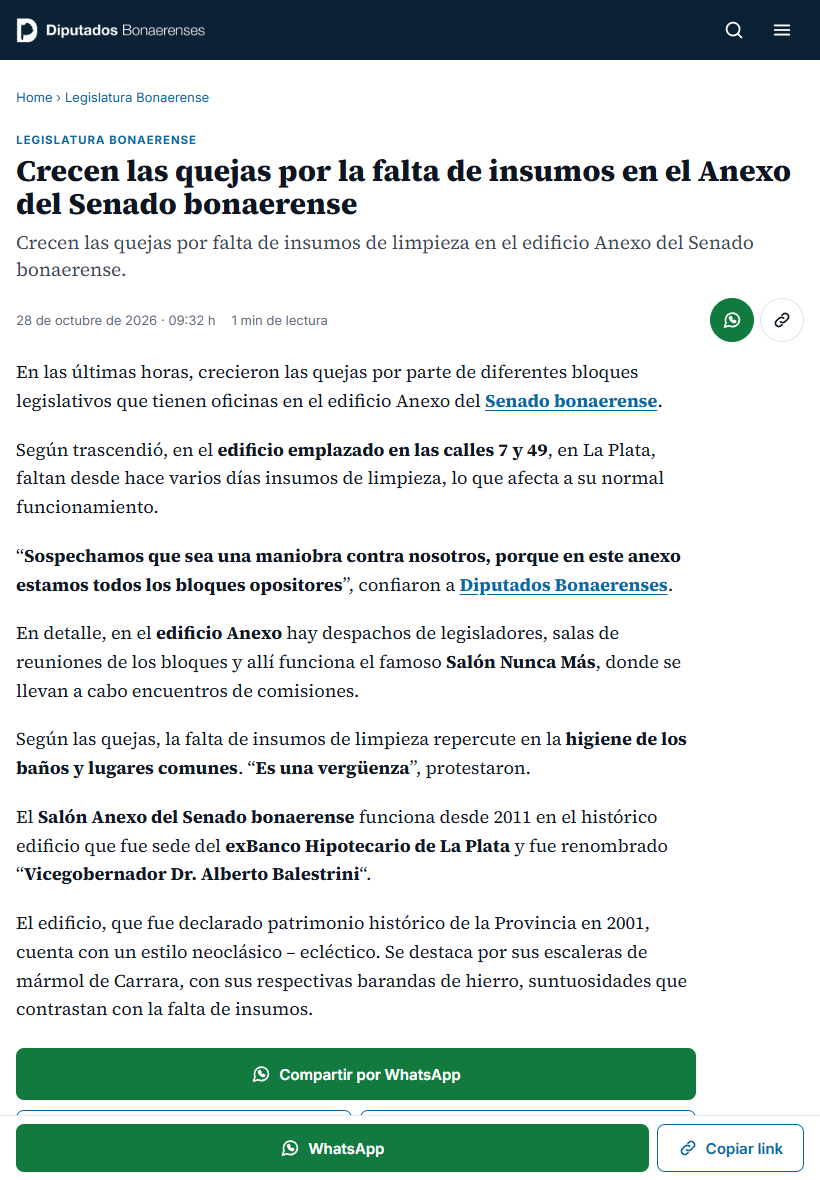 Diputados Bonaerenses
Home › Legislatura Bonaerense
LEGISLATURA BONAERENSE
Crecen las quejas por la falta de insumos en el Anexo
del Senado bonaerense
Crecen las quejas por falta de insumos de limpieza en el edificio Anexo del Senado
bonaerense.
28 de octubre de 2026 · 09:32 h 1 min de lectura
En las últimas horas, crecieron las quejas por parte de diferentes bloques
legislativos que tienen oficinas en el edificio Anexo del Senado bonaerense.
Según trascendió, en el edificio emplazado en las calles 7 y 49, en La Plata,
faltan desde hace varios días insumos de limpieza, lo que afecta a su normal
funcionamiento.
“Sospechamos que sea una maniobra contra nosotros, porque en este anexo
estamos todos los bloques opositores”, confiaron a Diputados Bonaerenses.
En detalle, en el edificio Anexo hay despachos de legisladores, salas de
reuniones de los bloques y allí funciona el famoso Salón Nunca Más, donde se
llevan a cabo encuentros de comisiones.
Según las quejas, la falta de insumos de limpieza repercute en la higiene de los
baños y lugares comunes. “Es una vergüenza”, protestaron.
El Salón Anexo del Senado bonaerense funciona desde 2011 en el histórico
edificio que fue sede del exBanco Hipotecario de La Plata y fue renombrado
“Vicegobernador Dr. Alberto Balestrini“.
El edificio, que fue declarado patrimonio histórico de la Provincia en 2001,
cuenta con un estilo neoclásico – ecléctico. Se destaca por sus escaleras de
mármol de Carrara, con sus respectivas barandas de hierro, suntuosidades que
contrastan con la falta de insumos.
Compartir por WhatsApp
WhatsApp
Copiar link